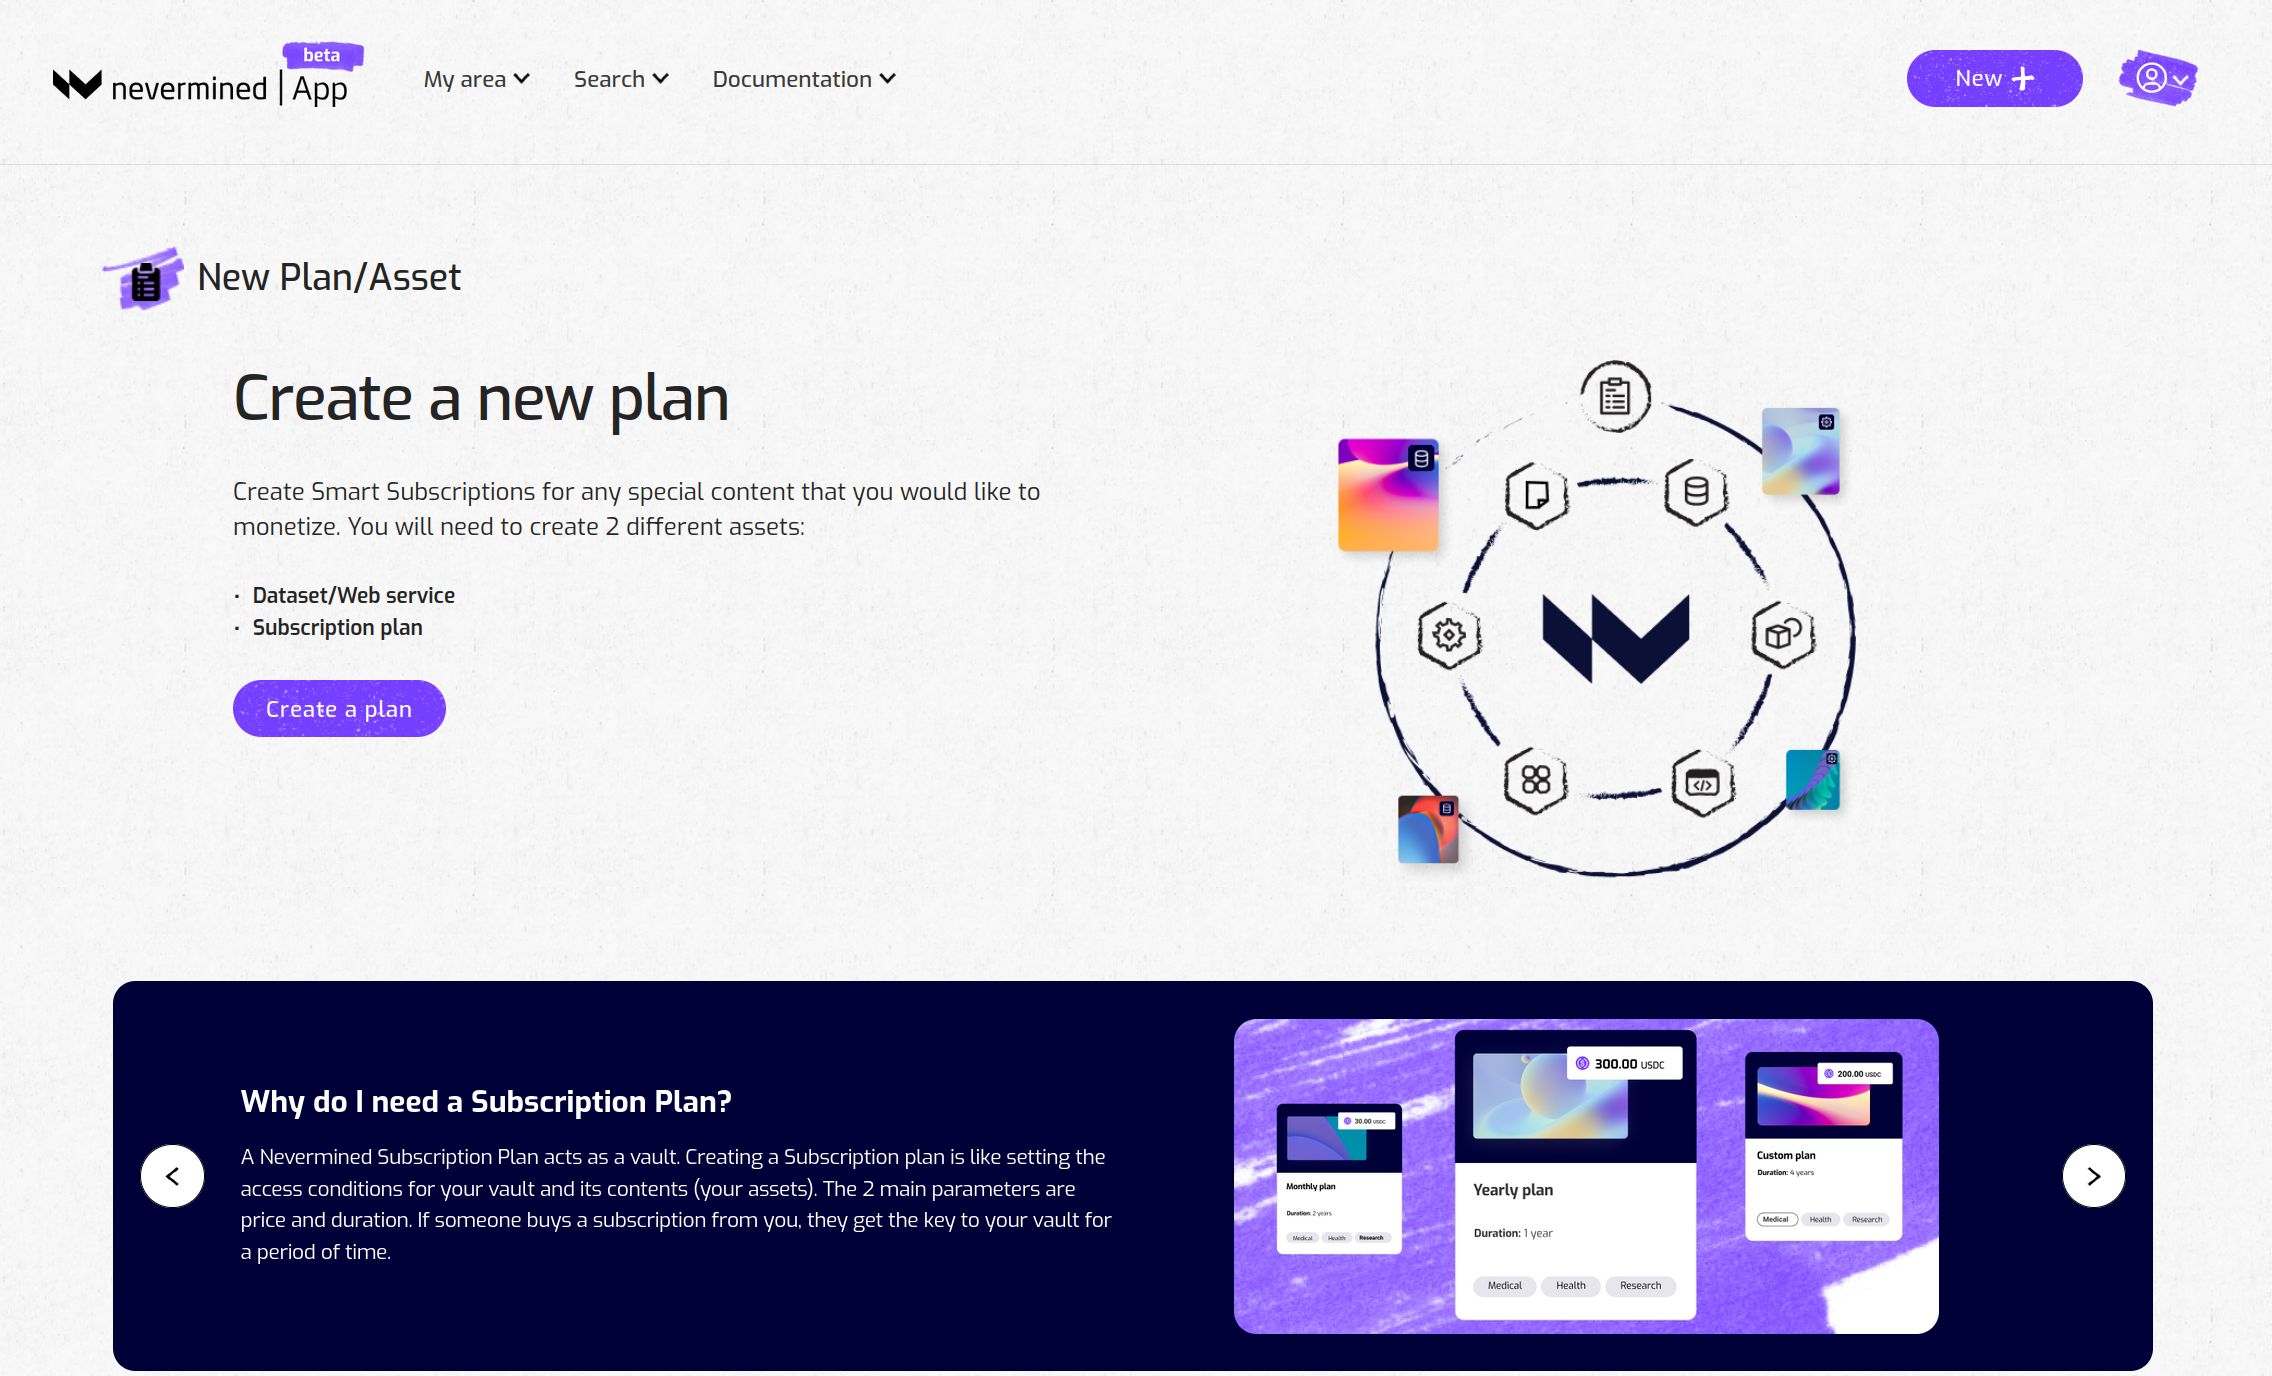 beta
nevermined | App
My area
Search
Documentation
New
New Plan/Asset
Create a new plan
Create Smart Subscriptions for any special content that you would like to
monetize. You will need to create 2 different assets:
· Dataset/Web service
· Subscription plan
Create a plan
Why do I need a Subscription Plan?
A Nevermined Subscription Plan acts as a vault. Creating a Subscription plan is like setting the
access conditions for your vault and its contents (your assets). The 2 main parameters are
price and duration. If someone buys a subscription from you, they get the key to your vault for
a period of time.
30.00 USDC
Monthly plan
Duration: 2 years
Medical Health Research
300.00 USDC
Yearly plan
Duration: 1 year
Medical Health Research
200.00 USDC
Custom plan
Duration: 4 years
Medical Health Research